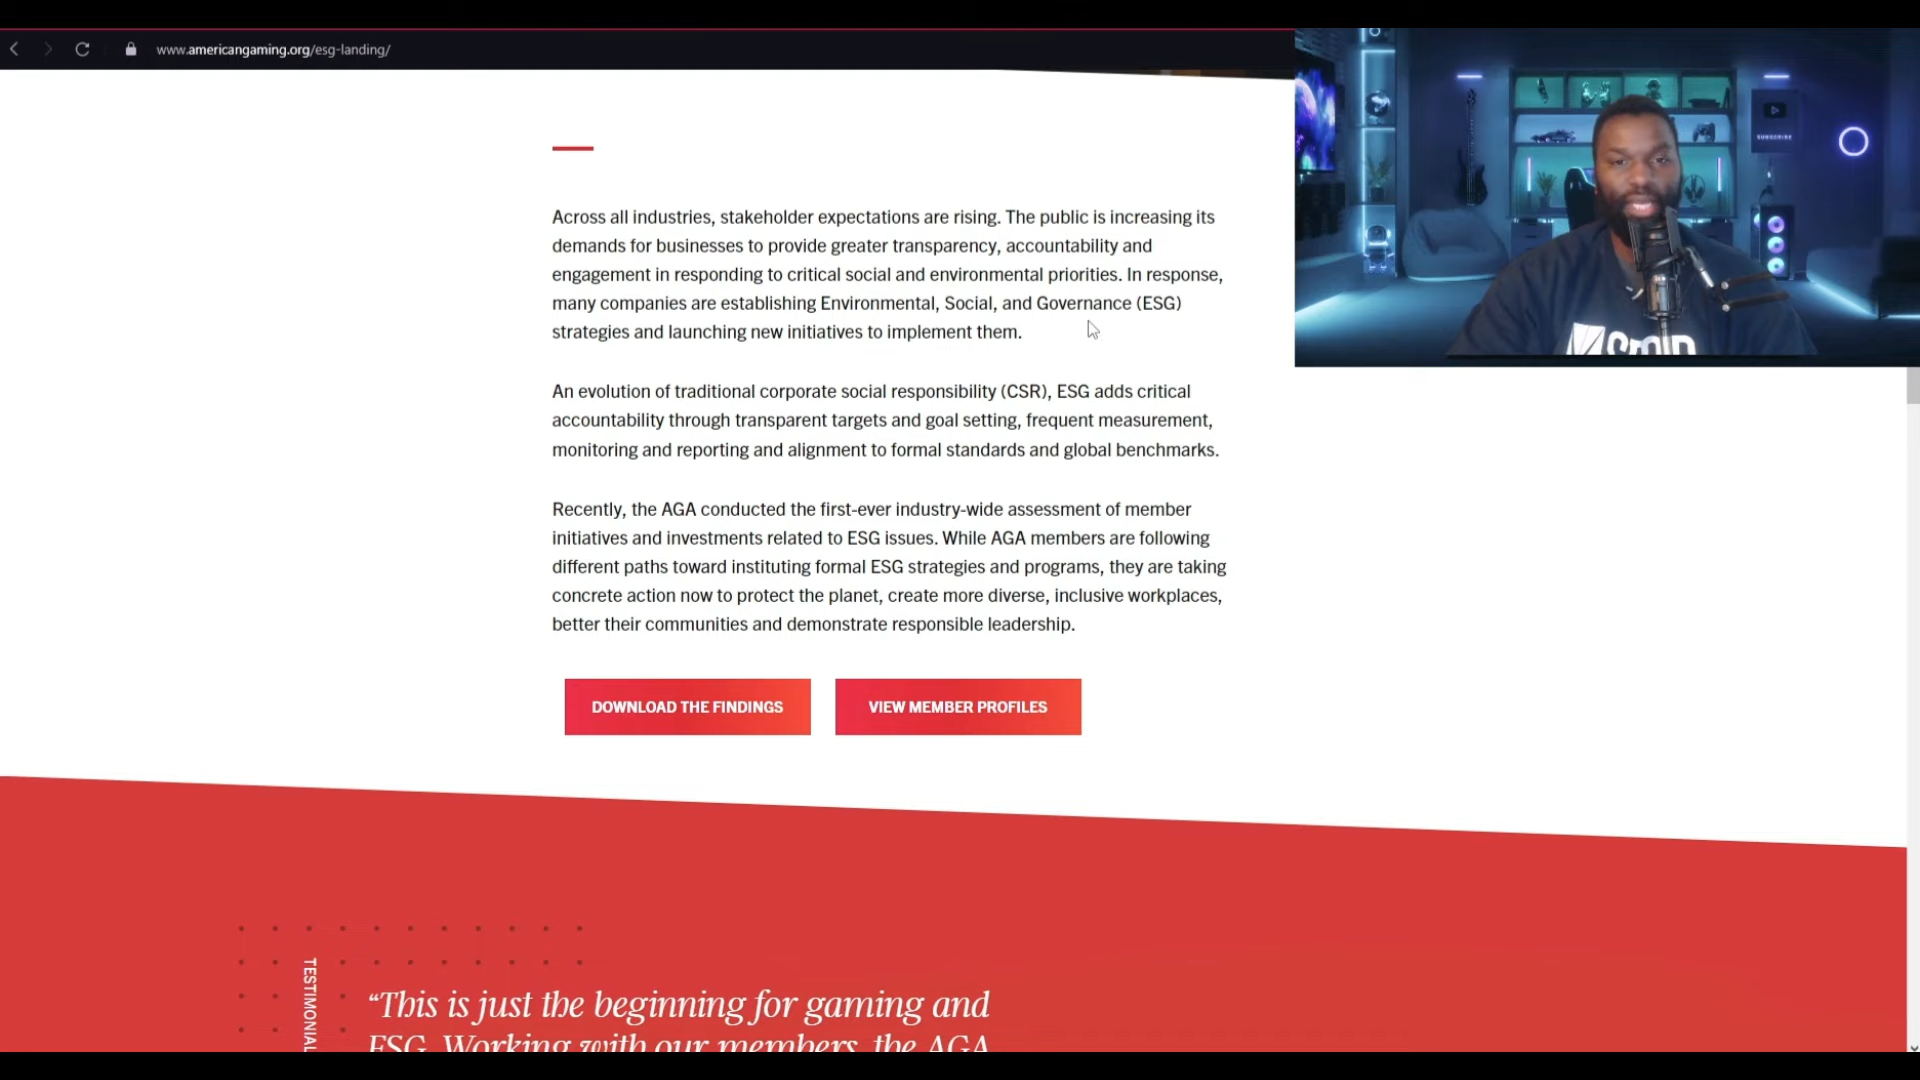 www.americangaming.org/esg-landing/
SUBSCRIBE
Across all industries, stakeholder expectations are rising. The public is increasing its
demands for businesses to provide greater transparency, accountability and
engagement in responding to critical social and environmental priorities. In response,
many companies are establishing Environmental, Social, and Governance (ESG)
strategies and launching new initiatives to implement them.
An evolution of traditional corporate social responsibility (CSR), ESG adds critical
accountability through transparent targets and goal setting, frequent measurement,
monitoring and reporting and alignment to formal standards and global benchmarks.
Recently, the AGA conducted the first-ever industry-wide assessment of member
initiatives and investments related to ESG issues. While AGA members are following
different paths toward instituting formal ESG strategies and programs, they are taking
concrete action now to protect the planet, create more diverse, inclusive workplaces,
better their communities and demonstrate responsible leadership.
DOWNLOAD THE FINDINGS
VIEW MEMBER PROFILES
TESTIMONIAL
“This is just the beginning for gaming and
ESG. Working with our members, the AGA